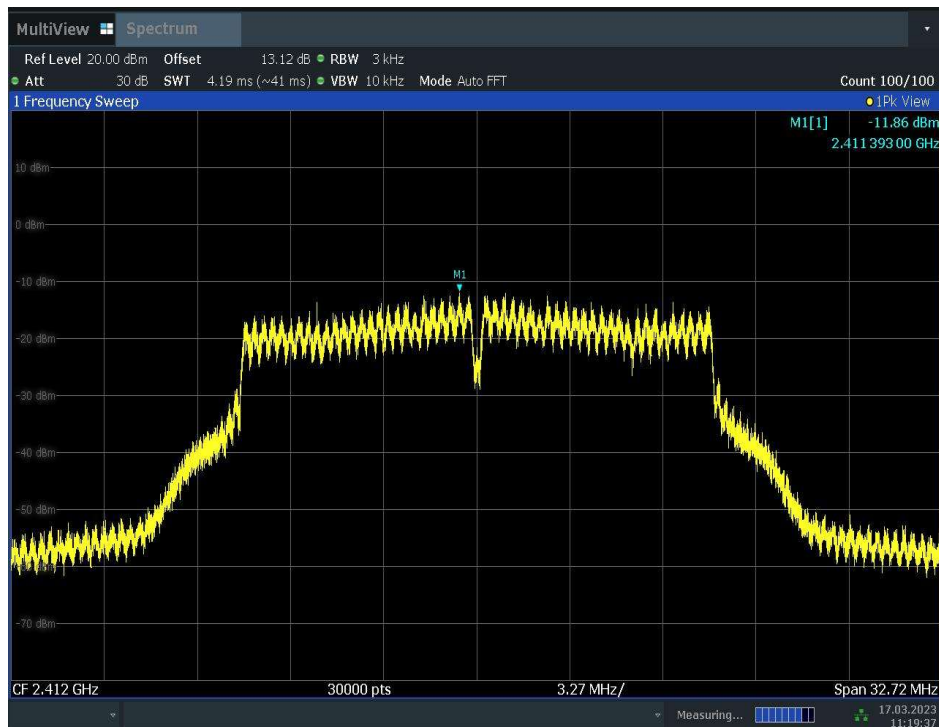 MultiView Spectrum
Ref Level 20.00 dBm Offset 13.12 dB RBW 3 kHz
Att 30 dB SWT 4.19 ms (~41 ms) VBW 10 kHz Mode Auto FFT Count 100/100
1 Frequency Sweep 1Pk View
M1[1] -11.86 dBm
2.411 393 00 GHz
10 dBm
0 dBm
-10 dBm
M1
-20 dBm
-30 dBm
-40 dBm
-50 dBm
-70 dBm
CF 2.412 GHz 30000 pts 3.27 MHz/ Span 32.72 MHz
Measuring... 17.03.2023
11:19:37